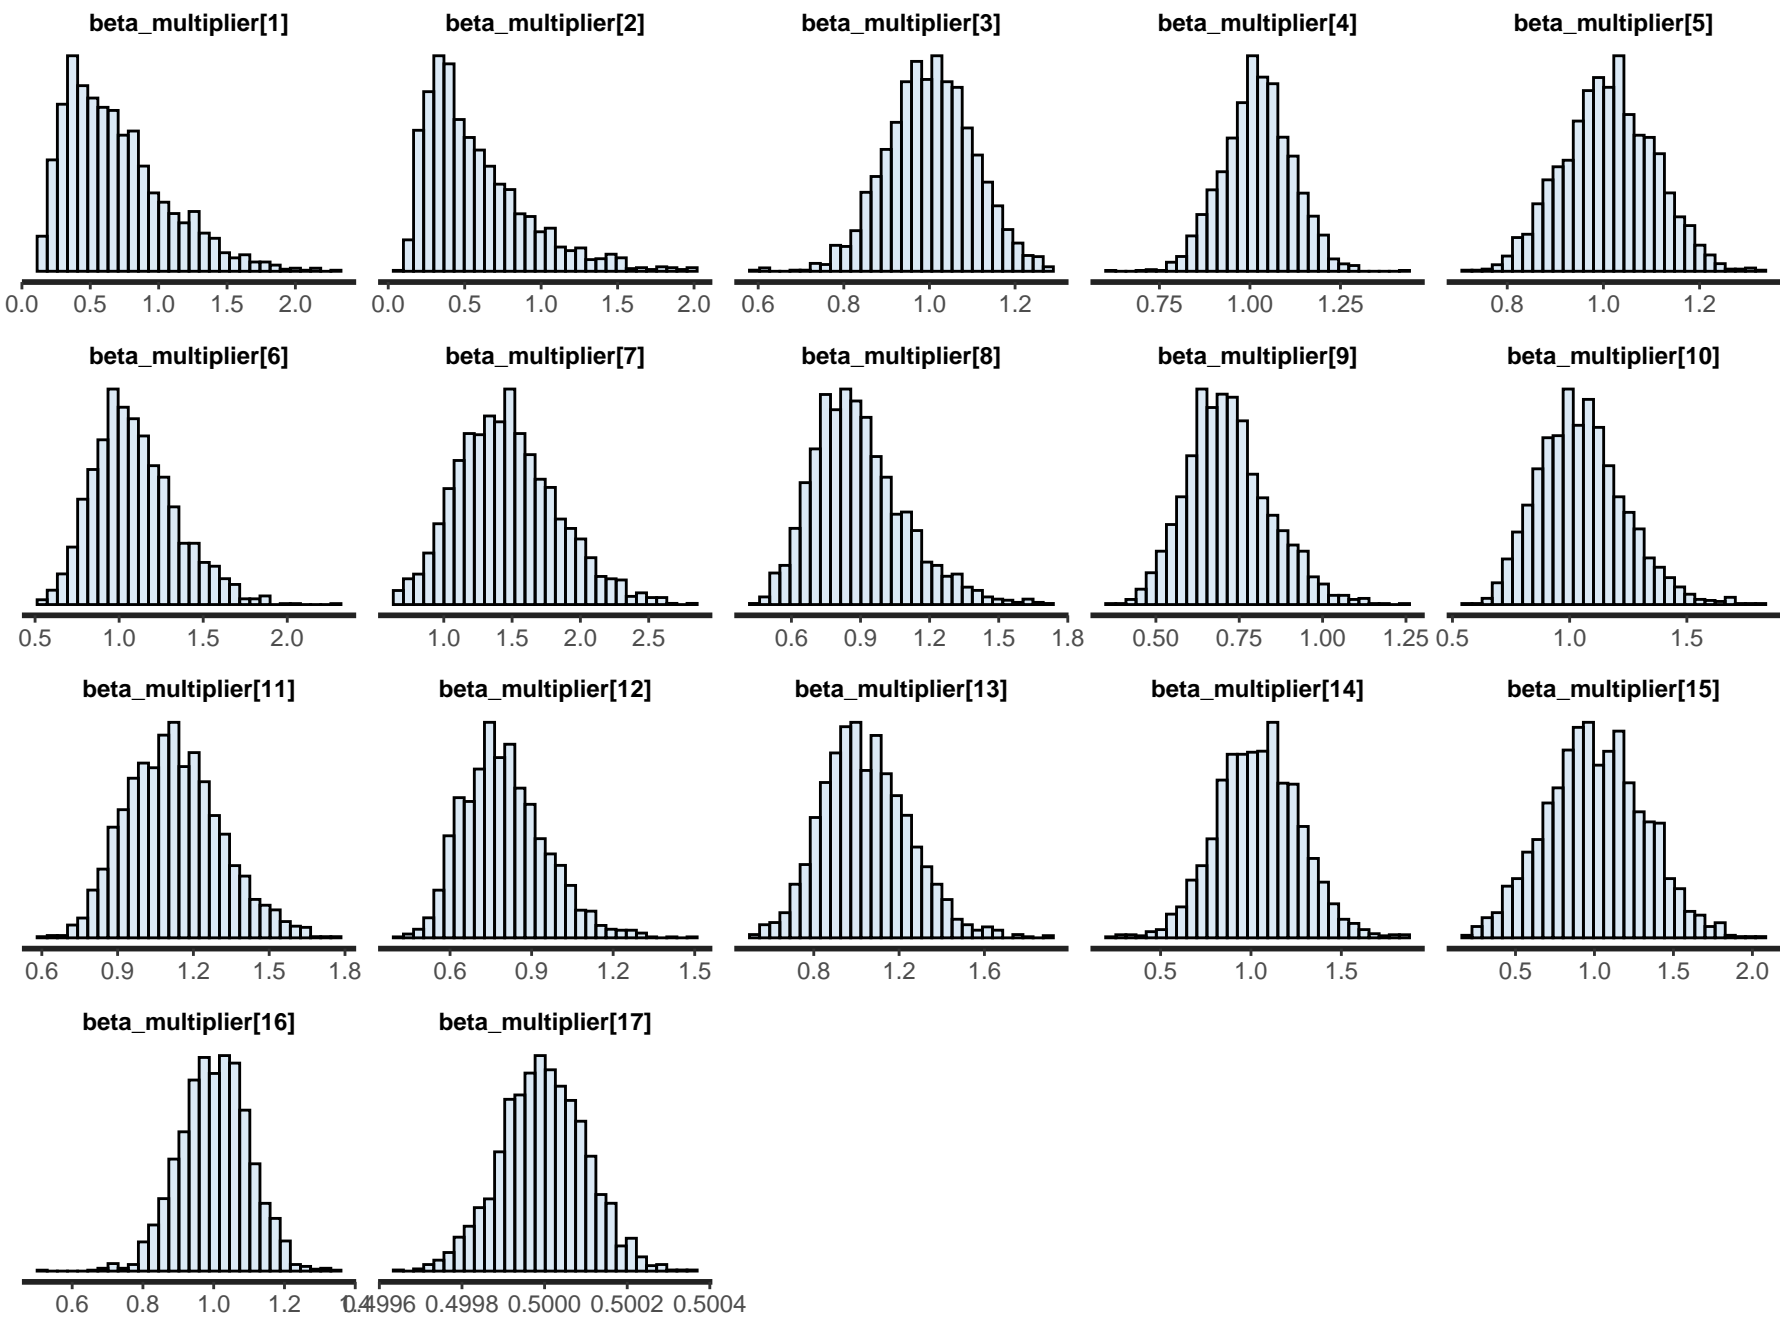 beta_multiplier[1] beta_multiplier[2] beta_multiplier[3] beta_multiplier[4] beta_multiplier[5]
0.0 0.5 1.0 1.5 2.0 0.0 0.5 1.0 1.5 2.0 0.6 0.8 1.0 1.2 0.75 1.00 1.25 0.8 1.0 1.2
beta_multiplier[6] beta_multiplier[7] beta_multiplier[8] beta_multiplier[9] beta_multiplier[10]
0.5 1.0 1.5 2.0 1.0 1.5 2.0 2.5 0.6 0.9 1.2 1.5 1.8 0.50 0.75 1.00 1.25 0.5 1.0 1.5
beta_multiplier[11] beta_multiplier[12] beta_multiplier[13] beta_multiplier[14] beta_multiplier[15]
0.6 0.9 1.2 1.5 1.8 0.6 0.9 1.2 1.5 0.8 1.2 1.6 0.5 1.0 1.5 0.5 1.0 1.5 2.0
beta_multiplier[16] beta_multiplier[17]
0.6 0.8 1.0 1.2 1.4 0.4996 0.4998 0.5000 0.5002 0.5004